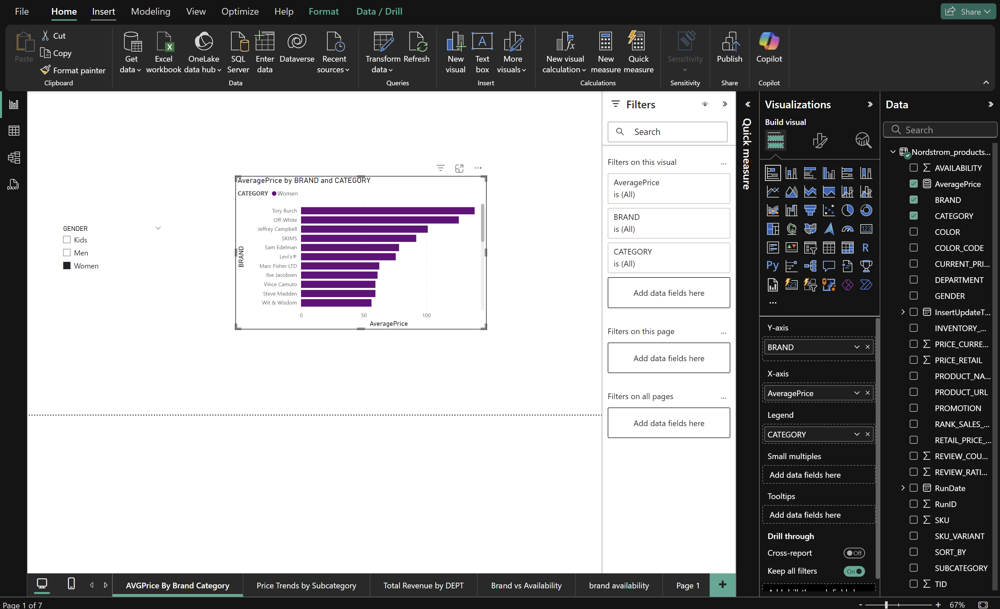 File
Home
Insert
Modeling
View
Optimize
Help
Format
Data / Drill
Share
Paste
Cut
Copy
Format painter
Clipboard
Get data
Excel workbook
OneLake data hub
SQL Server
Enter data
Dataverse
Recent sources
Data
Transform data
Refresh
Queries
New visual
Text box
More visuals
Insert
New visual calculation
New measure
Quick measure
Calculations
Sensitivity
Sensitivity
Publish
Share
Copilot
Copilot
DAX
GENDER
Kids
Men
Women
AveragePrice by BRAND and CATEGORY
CATEGORY Women
BRAND
Tory Burch
Off-White
Jeffrey Campbell
SKIMS
Sam Edelman
Levi's®
Marc Fisher LTD
Ilse Jacobsen
Vince Camuto
Steve Madden
Wit & Wisdom
0 50 100
AveragePrice
Filters
Search
Filters on this visual ...
AveragePrice
is (All)
BRAND
is (All)
CATEGORY
is (All)
Add data fields here
Filters on this page ...
Add data fields here
Filters on all pages ...
Add data fields here
Quick measure
Visualizations
Build visual
123
R
Py
123
...
Y-axis
BRAND
X-axis
AveragePrice
Legend
CATEGORY
Small multiples
Add data fields here
Tooltips
Add data fields here
Drill through
Cross-report Off
Keep all filters On
Data
Search
Nordstrom_products...
AVAILABILITY
AveragePrice
BRAND
CATEGORY
COLOR
COLOR_CODE
CURRENT_PRI...
DEPARTMENT
GENDER
InsertUpdateT...
INVENTORY_...
PRICE_CURRE...
PRICE_RETAIL
PRODUCT_NA...
PRODUCT_URL
PROMOTION
RANK_SALES_...
RETAIL_PRICE_...
REVIEW_COU...
REVIEW_RATI...
RunDate
RunID
SKU
SKU_VARIANT
SORT_BY
SUBCATEGORY
TID
AVGPrice By Brand Category
Price Trends by Subcategory
Total Revenue by DEPT
Brand vs Availability
brand availability
Page 1
+
Page 1 of 7
- + 67%